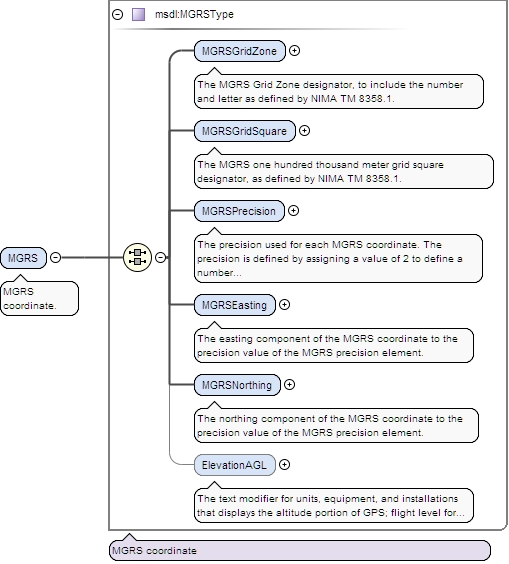 msdl:MGRSType
MGRSGridZone
The MGRS Grid Zone designator, to include the number
and letter as defined by NIMA TM 8358.1.
MGRSGridSquare
The MGRS one hundred thousand meter grid square
designator, as defined by NIMA TM 8358.1.
MGRSPrecision
The precision used for each MGRS coordinate. The
precision is defined by assigning a value of 2 to define a
number...
MGRS
MGRS
coordinate.
MGRSEasting
The easting component of the MGRS coordinate to the
precision value of the MGRS precision element.
MGRSNorthing
The northing component of the MGRS coordinate to the
precision value of the MGRS precision element.
ElevationAGL
The text modifier for units, equipment, and installations
that displays the altitude portion of GPS; flight level for...
MGRS coordinate